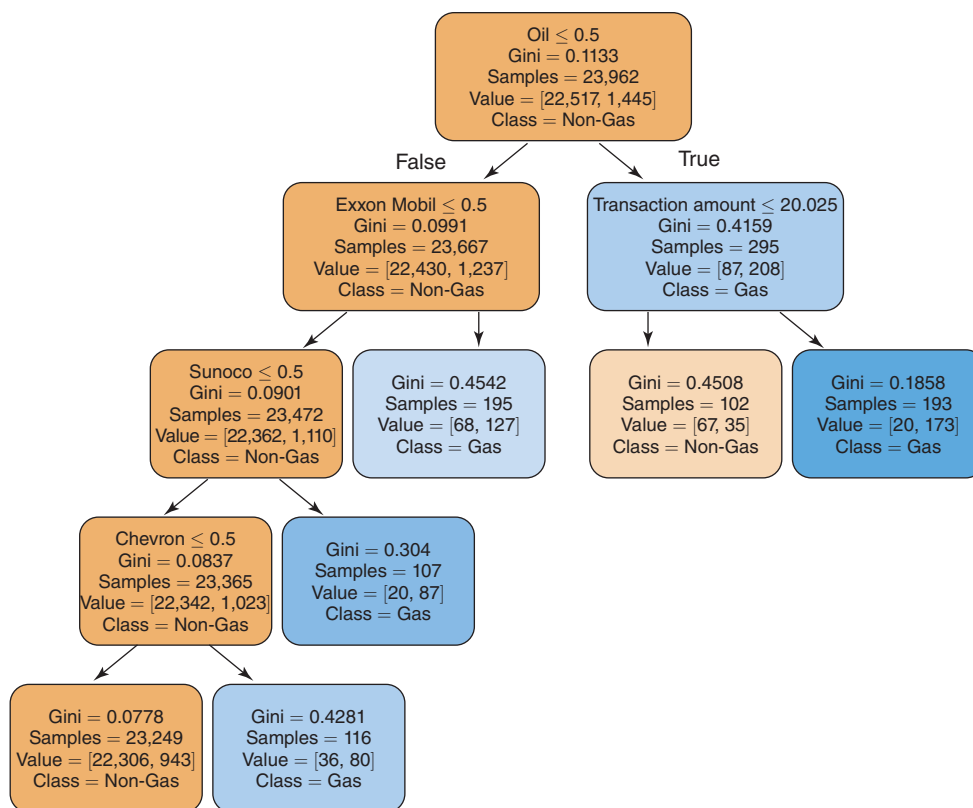 Oil ≤ 0.5
Gini = 0.1133
Samples = 23,962
Value = [22,517, 1,445]
Class = Non-Gas
False
True
Exxon Mobil ≤ 0.5
Gini = 0.0991
Samples = 23,667
Value = [22,430, 1,237]
Class = Non-Gas
Transaction amount ≤ 20.025
Gini = 0.4159
Samples = 295
Value = [87, 208]
Class = Gas
Sunoco ≤ 0.5
Gini = 0.0901
Samples = 23,472
Value = [22,362, 1,110]
Class = Non-Gas
Gini = 0.4542
Samples = 195
Value = [68, 127]
Class = Gas
Gini = 0.4508
Samples = 102
Value = [67, 35]
Class = Non-Gas
Gini = 0.1858
Samples = 193
Value = [20, 173]
Class = Gas
Chevron ≤ 0.5
Gini = 0.0837
Samples = 23,365
Value = [22,342, 1,023]
Class = Non-Gas
Gini = 0.304
Samples = 107
Value = [20, 87]
Class = Gas
Gini = 0.0778
Samples = 23,249
Value = [22,306, 943]
Class = Non-Gas
Gini = 0.4281
Samples = 116
Value = [36, 80]
Class = Gas